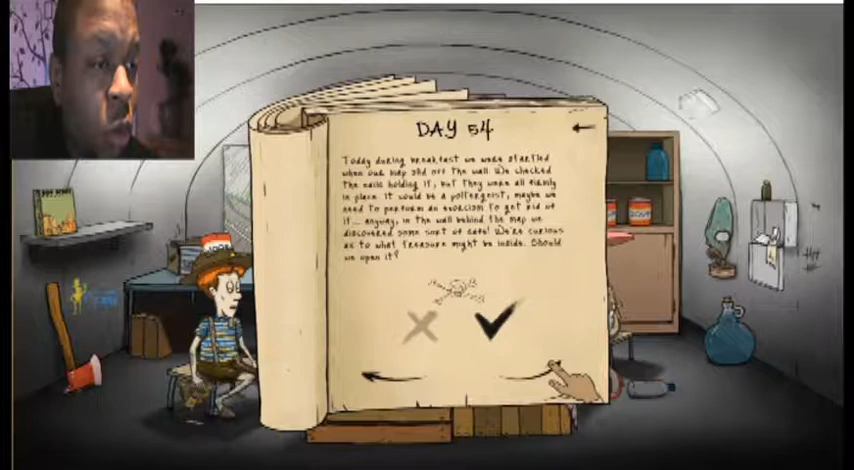 DAY 54
Today during breakfast we were startled
when our map slid off the wall. We checked
the nails holding it, but they were all firmly
in place. It could be a poltergeist, maybe we
need to perform an exorcism to get rid of
it... anyway, in the wall behind the map we
discovered some sort of safe! We're curious
as to what treasure might be inside. Should
we open it?
SOUP